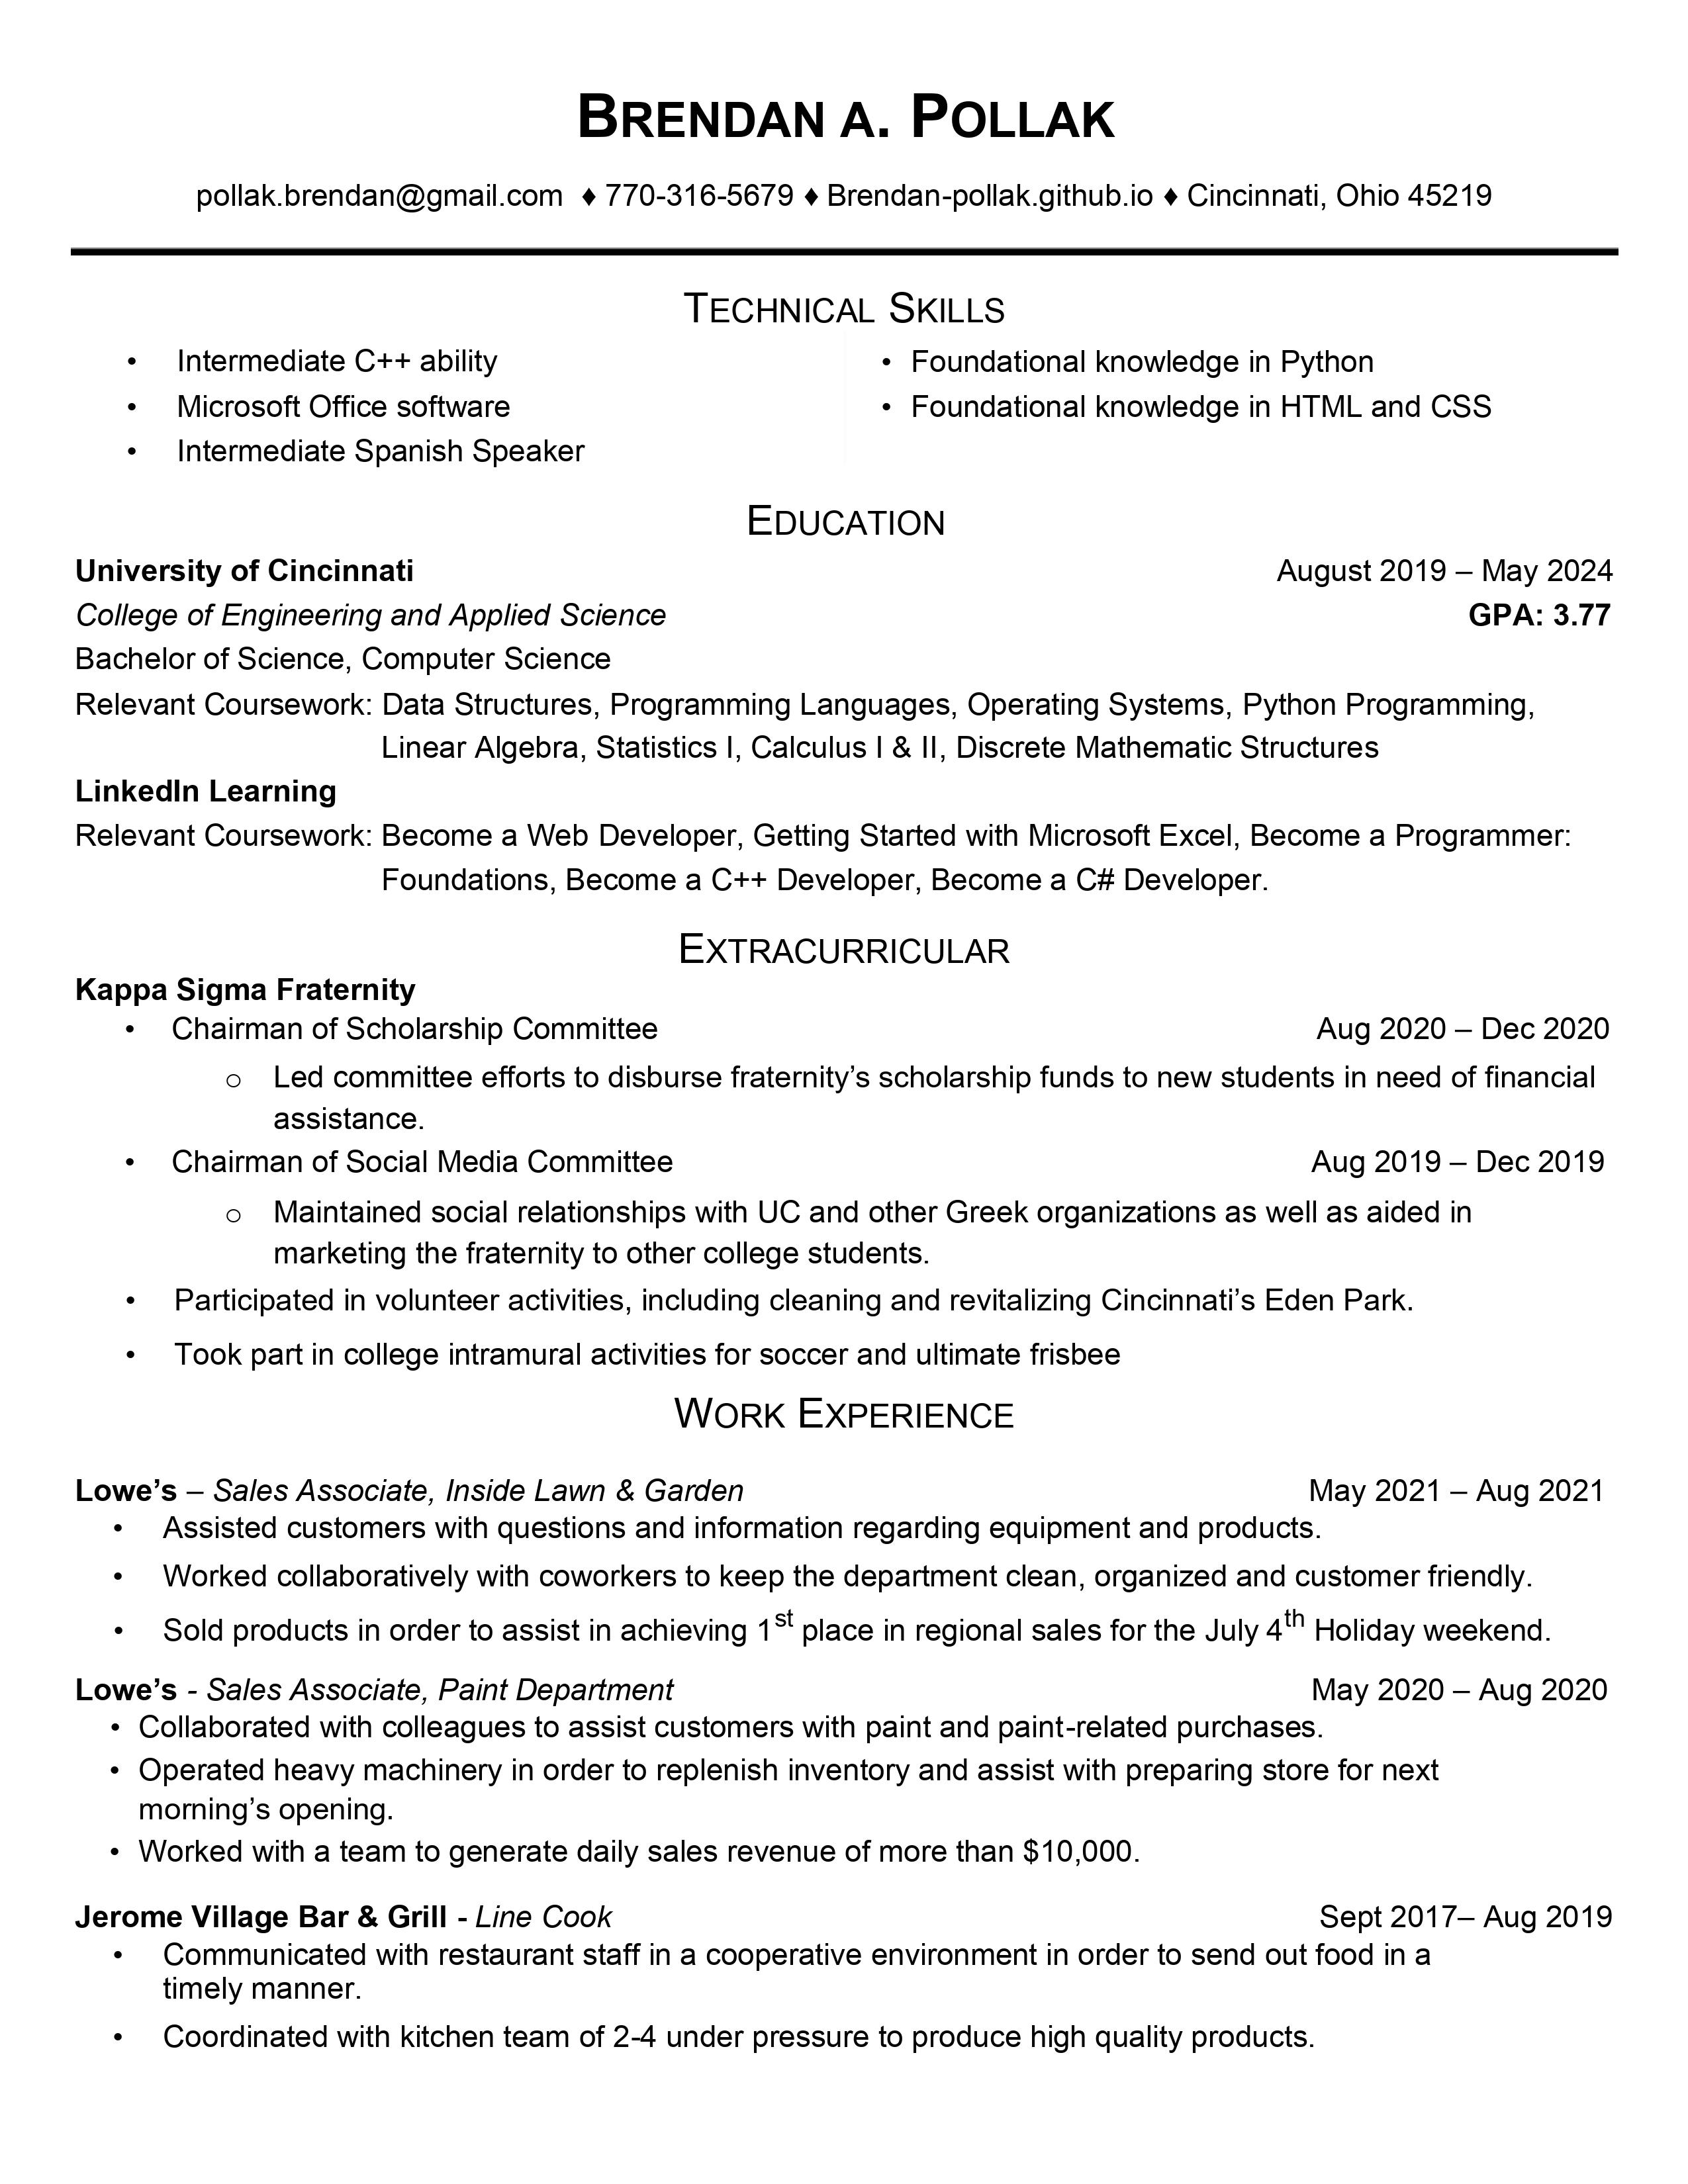 BRENDAN A. POLLAK
pollak.brendan@gmail.com ♦ 770-316-5679 ♦ Brendan-pollak.github.io ♦ Cincinnati, Ohio 45219
TECHNICAL SKILLS
• Intermediate C++ ability
• Microsoft Office software
• Intermediate Spanish Speaker
• Foundational knowledge in Python
• Foundational knowledge in HTML and CSS
EDUCATION
University of Cincinnati August 2019 – May 2024
College of Engineering and Applied Science GPA: 3.77
Bachelor of Science, Computer Science
Relevant Coursework: Data Structures, Programming Languages, Operating Systems, Python Programming,
Linear Algebra, Statistics I, Calculus I & II, Discrete Mathematic Structures
LinkedIn Learning
Relevant Coursework: Become a Web Developer, Getting Started with Microsoft Excel, Become a Programmer:
Foundations, Become a C++ Developer, Become a C# Developer.
EXTRACURRICULAR
Kappa Sigma Fraternity
• Chairman of Scholarship Committee Aug 2020 – Dec 2020
o Led committee efforts to disburse fraternity’s scholarship funds to new students in need of financial
assistance.
• Chairman of Social Media Committee Aug 2019 – Dec 2019
o Maintained social relationships with UC and other Greek organizations as well as aided in
marketing the fraternity to other college students.
• Participated in volunteer activities, including cleaning and revitalizing Cincinnati’s Eden Park.
• Took part in college intramural activities for soccer and ultimate frisbee
WORK EXPERIENCE
Lowe’s – Sales Associate, Inside Lawn & Garden May 2021 – Aug 2021
• Assisted customers with questions and information regarding equipment and products.
• Worked collaboratively with coworkers to keep the department clean, organized and customer friendly.
• Sold products in order to assist in achieving 1st place in regional sales for the July 4th Holiday weekend.
Lowe’s - Sales Associate, Paint Department May 2020 – Aug 2020
• Collaborated with colleagues to assist customers with paint and paint-related purchases.
• Operated heavy machinery in order to replenish inventory and assist with preparing store for next
morning’s opening.
• Worked with a team to generate daily sales revenue of more than $10,000.
Jerome Village Bar & Grill - Line Cook Sept 2017– Aug 2019
• Communicated with restaurant staff in a cooperative environment in order to send out food in a
timely manner.
• Coordinated with kitchen team of 2-4 under pressure to produce high quality products.